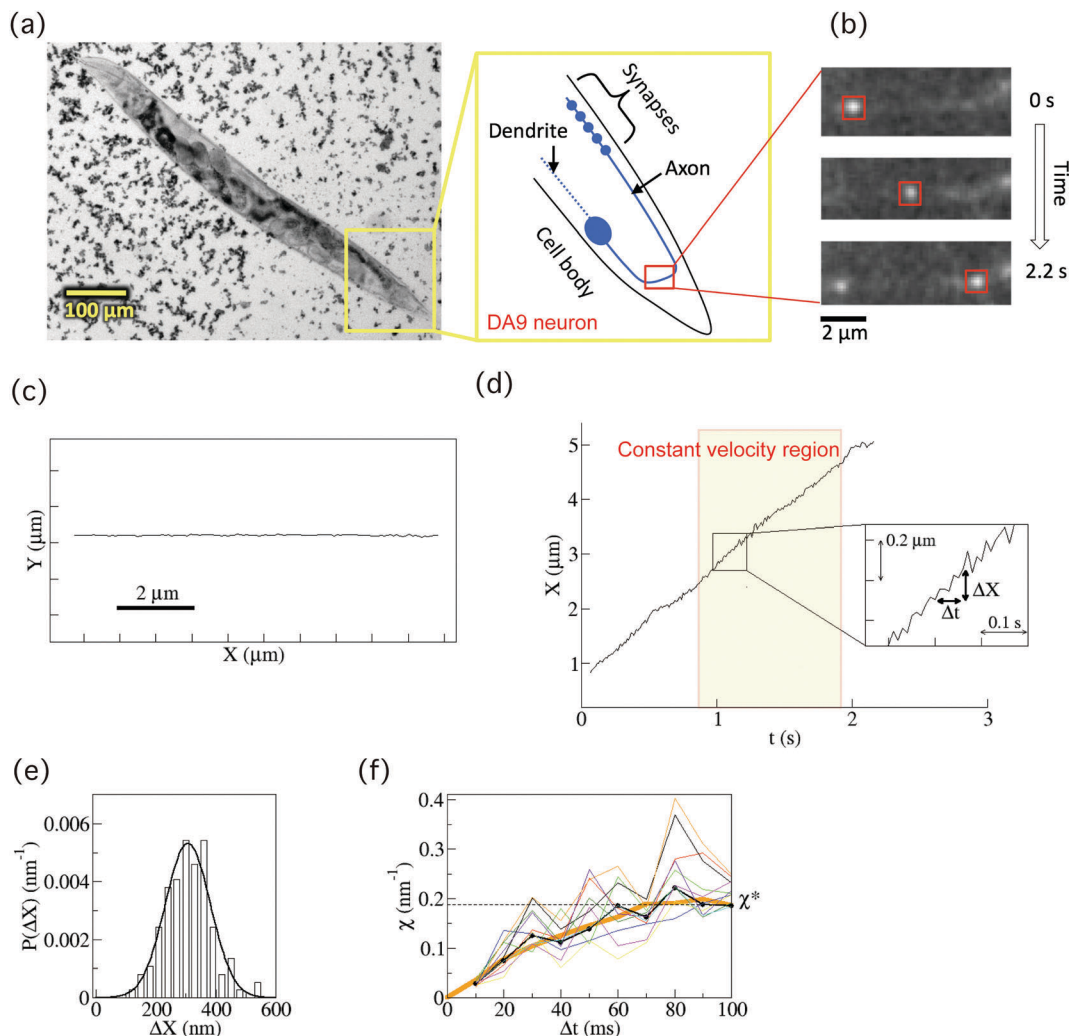 (a)
100 μm
Synapses
Dendrite
Axon
Cell body
DA9 neuron
(b)
0 s
Time
2.2 s
2 μm
(c)
Y (μm)
2 μm
X (μm)
(d)
Constant velocity region
X (μm)
5
4
3
2
1
0
1
2
3
t (s)
0.2 μm
ΔX
Δt
0.1 s
(e)
P(ΔX) (nm⁻¹)
0.006
0.004
0.002
0
0
200
400
600
ΔX (nm)
(f)
χ (nm⁻¹)
0.4
0.3
0.2
0.1
0
0
20
40
60
80
100
χ*
Δt (ms)